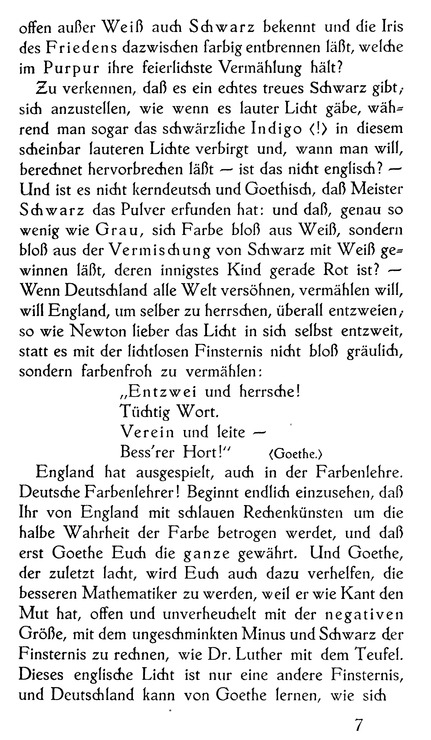 offen außer Weiß auch Schwarz bekennt und die Iris
des Friedens dazwischen farbig entbrennen läßt, welche
im Purpur ihre feierlichste Vermählung hält?
Zu verkennen, daß es ein echtes treues Schwarz gibt,
sich anzustellen, wie wenn es lauter Licht gäbe, wäh=
rend man sogar das schwärzliche Indigo (!) in diesem
scheinbar lauteren Lichte verbirgt und, wann man will,
berechnet hervorbrechen läßt — ist das nicht englisch? —
Und ist es nicht kerndeutsch und Goethisch, daß Meister
Schwarz das Pulver erfunden hat: und daß, genau so
wenig wie Grau, sich Farbe bloß aus Weiß, sondern
bloß aus der Vermischung von Schwarz mit Weiß ge=
winnen läßt, deren innigstes Kind gerade Rot ist? —
Wenn Deutschland alle Welt versöhnen, vermählen will,
will England, um selber zu herrschen, überall entzweien,
so wie Newton lieber das Licht in sich selbst entzweit,
statt es mit der lichtlosen Finsternis nicht bloß gräulich,
sondern farbenfroh zu vermählen:
„Entzwei und herrsche!
Tüchtig Wort.
Verein und leite —
Bess'rer Hort!“ (Goethe.)
England hat ausgespielt, auch in der Farbenlehre.
Deutsche Farbenlehrer! Beginnt endlich einzusehen, daß
Ihr von England mit schlauen Rechenkünsten um die
halbe Wahrheit der Farbe betrogen werdet, und daß
erst Goethe Euch die ganze gewährt. Und Goethe,
der zuletzt lacht, wird Euch auch dazu verhelfen, die
besseren Mathematiker zu werden, weil er wie Kant den
Mut hat, offen und unverheuchelt mit der negativen
Größe, mit dem ungeschminkten Minus und Schwarz der
Finsternis zu rechnen, wie Dr. Luther mit dem Teufel.
Dieses englische Licht ist nur eine andere Finsternis,
und Deutschland kann von Goethe lernen, wie sich
7